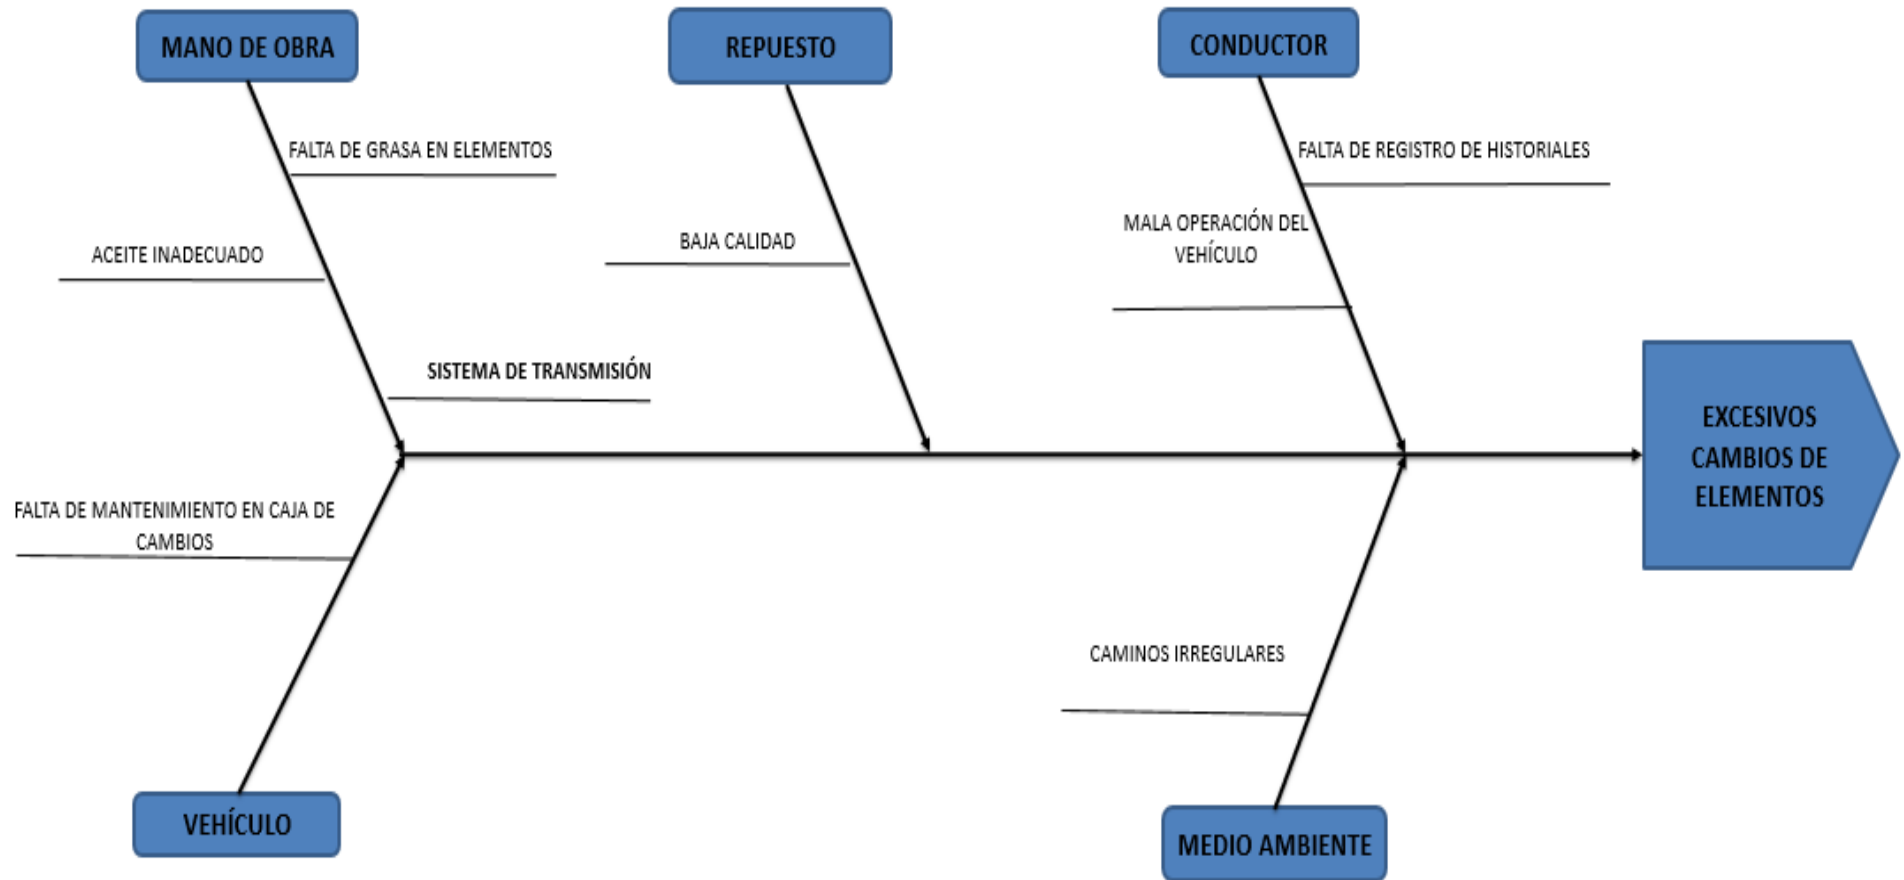 MANO DE OBRA
REPUESTO
CONDUCTOR
FALTA DE GRASA EN ELEMENTOS
FALTA DE REGISTRO DE HISTORIALES
MALA OPERACIÓN DEL
VEHÍCULO
BAJA CALIDAD
ACEITE INADECUADO
SISTEMA DE TRANSMISIÓN
EXCESIVOS
CAMBIOS DE
ELEMENTOS
FALTA DE MANTENIMIENTO EN CAJA DE
CAMBIOS
CAMINOS IRREGULARES
VEHÍCULO
MEDIO AMBIENTE